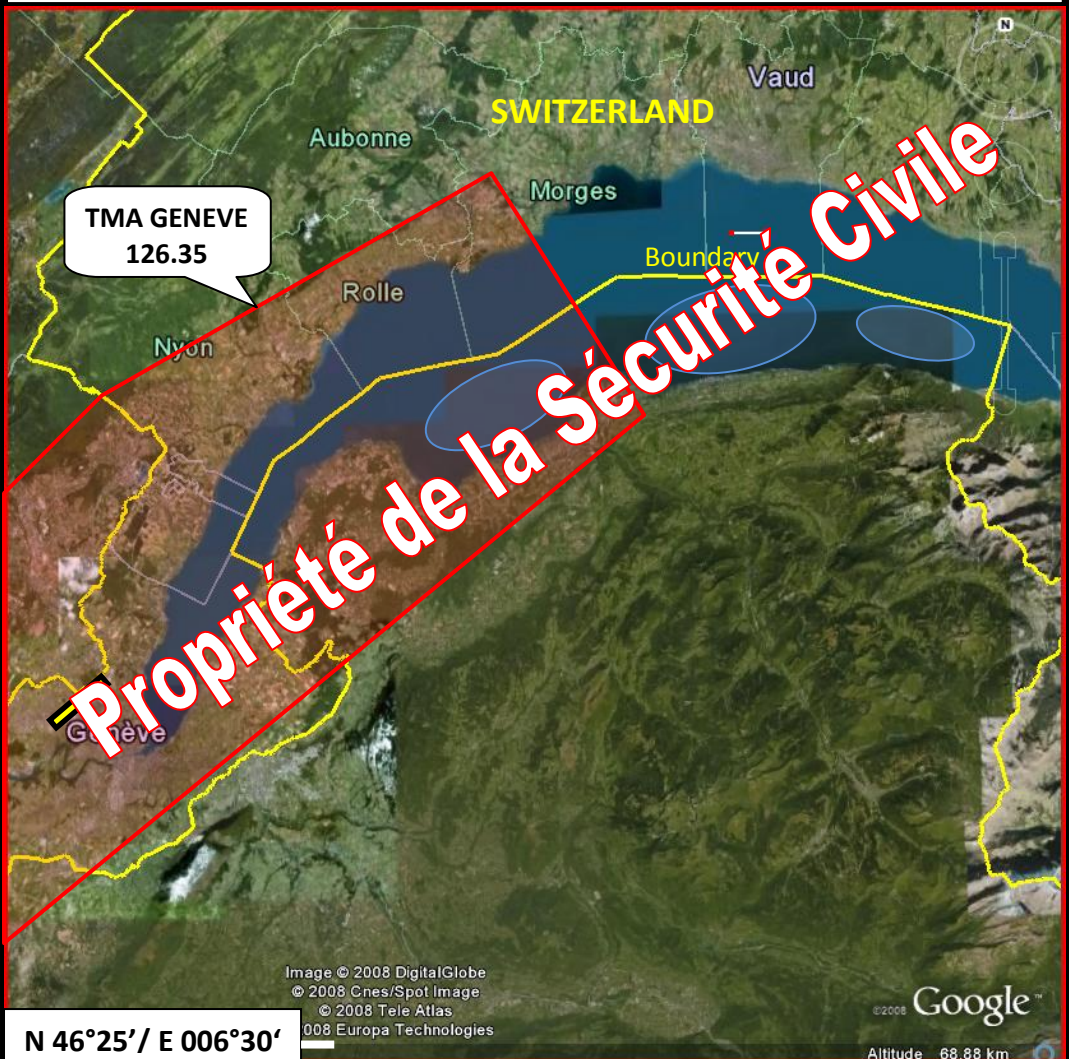 N
Vaud
SWITZERLAND
Aubonne
Morges
TMA GENEVE
126.35
Boundary
Rolle
Nyon
Propriété de la Sécurité Civile
Genève
Image © 2008 DigitalGlobe
© 2008 Cnes/Spot Image
© 2008 Tele Atlas
2008 Europa Technologies
©2008 Google™
N 46°25’/ E 006°30‘
Altitude 68.88 km